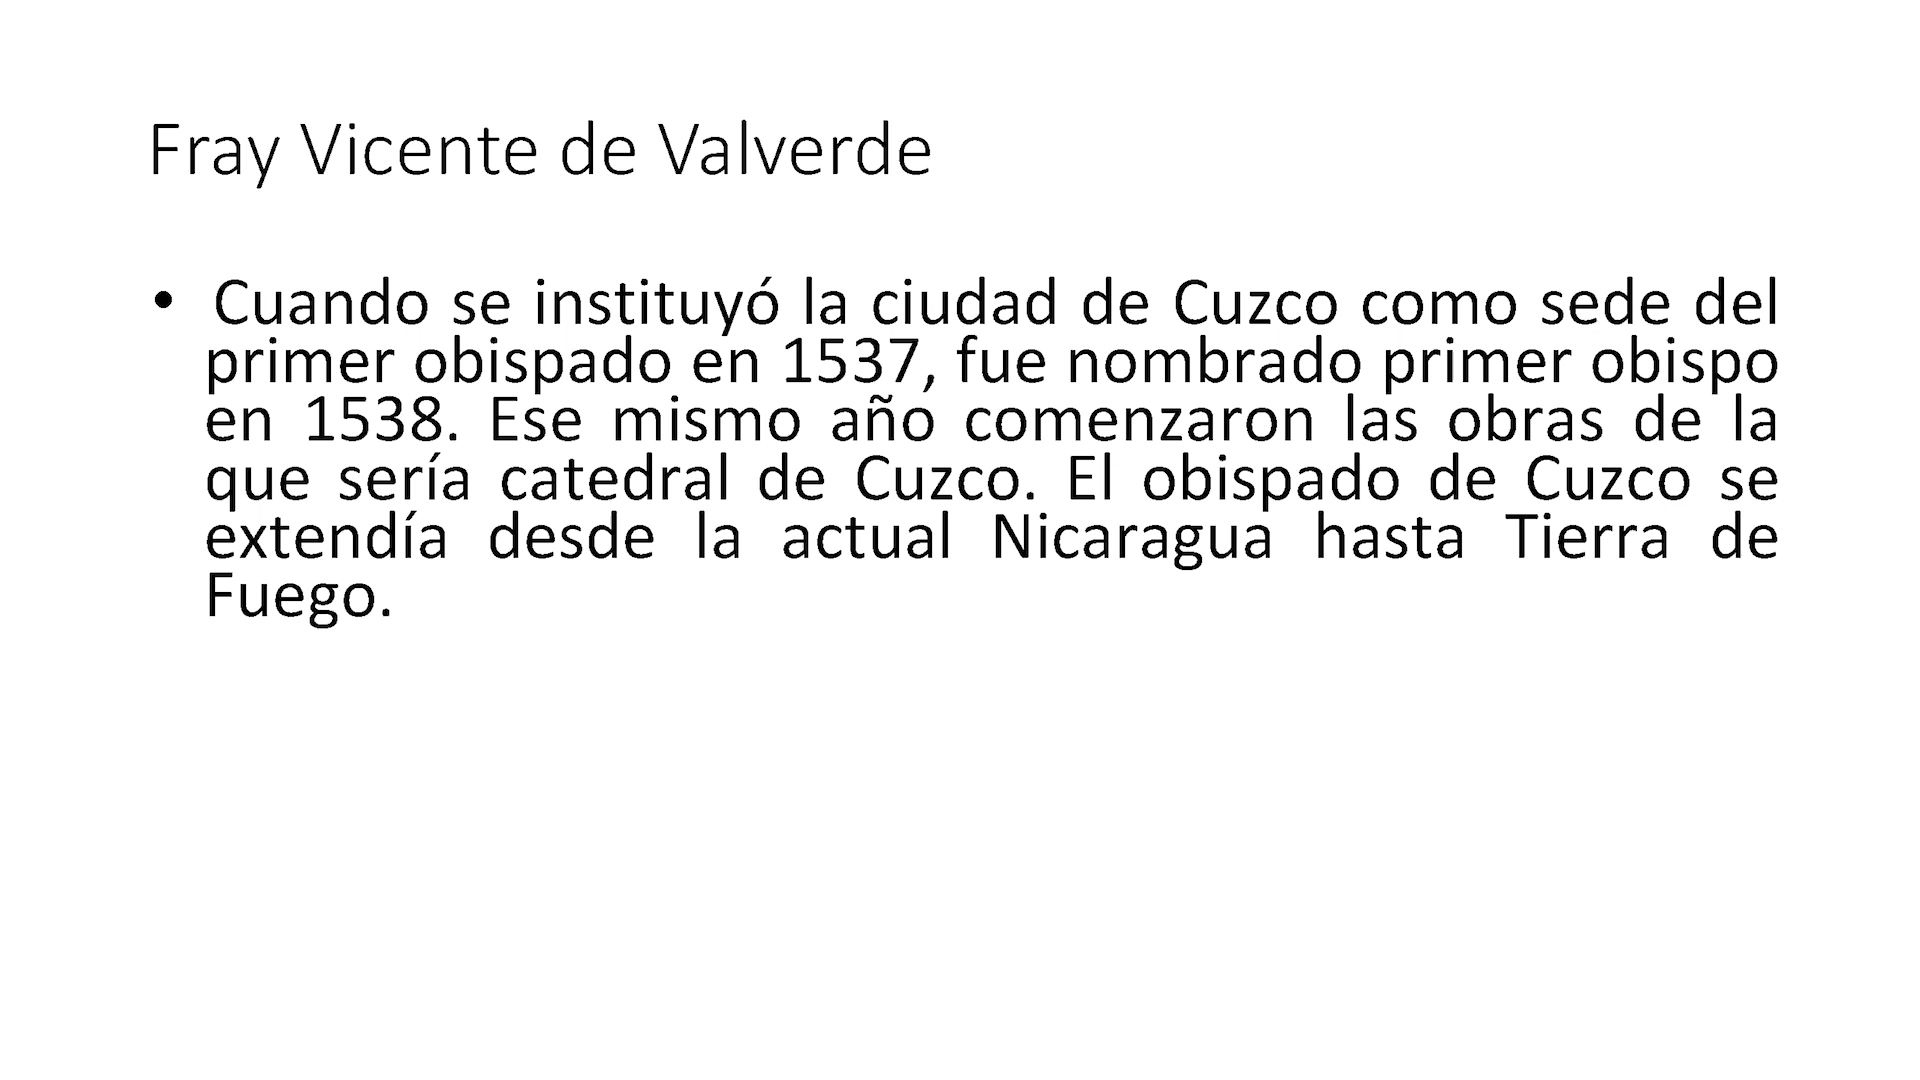 Fray Vicente de Valverde
• Cuando se instituyó la ciudad de Cuzco como sede del
primer obispado en 1537, fue nombrado primer obispo
en 1538. Ese mismo año comenzaron las obras de la
que sería catedral de Cuzco. El obispado de Cuzco se
extendía desde la actual Nicaragua hasta Tierra de
Fuego.